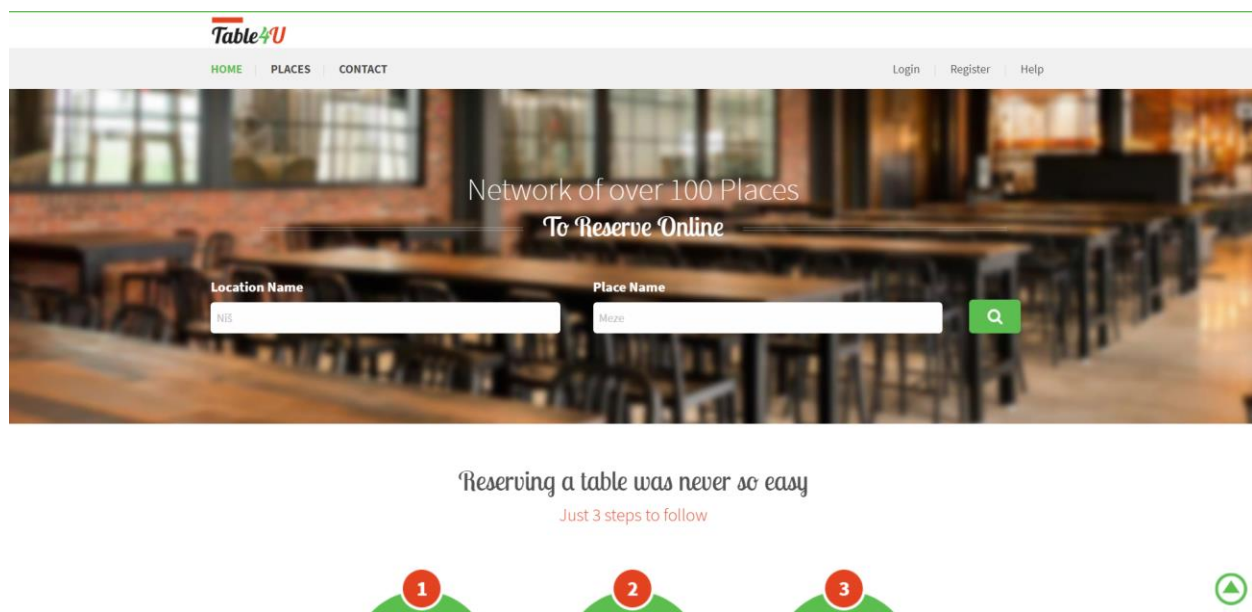 Table4U
HOME PLACES CONTACT Login Register Help
Network of over 100 Places
To Reserve Online
Location Name Place Name
Niš Meze
Reserving a table was never so easy
Just 3 steps to follow
1 2 3